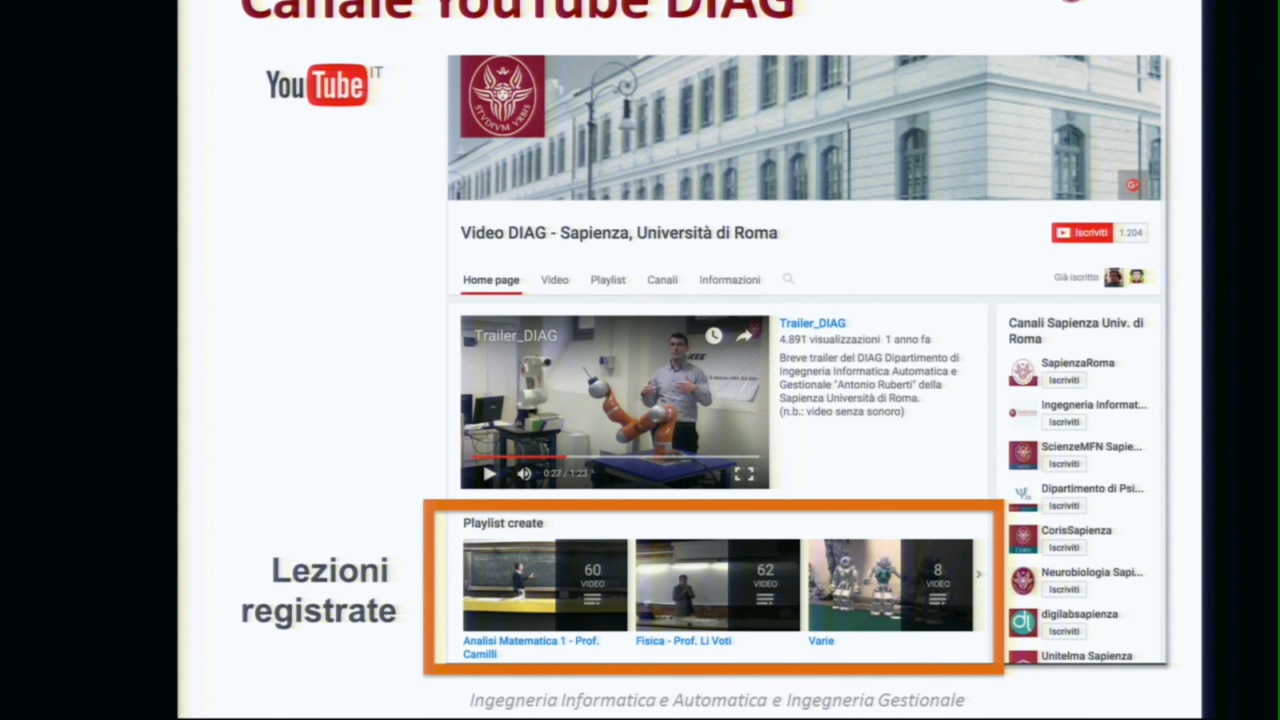 Canale YouTube DIAG
YouTube IT
STVDIVM VRBIS
G+
Video DIAG - Sapienza, Università di Roma
Iscriviti 1.204
Home page Video Playlist Canali Informazioni
Già iscritto
Trailer_DIAG
0:27 / 1:23
Trailer_DIAG
4.891 visualizzazioni 1 anno fa
Breve trailer del DIAG Dipartimento di
Ingegneria Informatica Automatica e
Gestionale "Antonio Ruberti" della
Sapienza Università di Roma.
(n.b.: video senza sonoro)
Canali Sapienza Univ. di
Roma
SapienzaRoma
Iscriviti
Ingegneria Informat...
Iscriviti
ScienzeMFN Sapie...
Iscriviti
Dipartimento di Psi...
Iscriviti
CorisSapienza
Iscriviti
Neurobiologia Sapi...
Iscriviti
digilabsapienza
Iscriviti
Unitelma Sapienza
Lezioni
registrate
Playlist create
60
VIDEO
Analisi Matematica 1 - Prof.
Camilli
62
VIDEO
Fisica - Prof. Li Voti
8
VIDEO
Varie
Ingegneria Informatica e Automatica e Ingegneria Gestionale